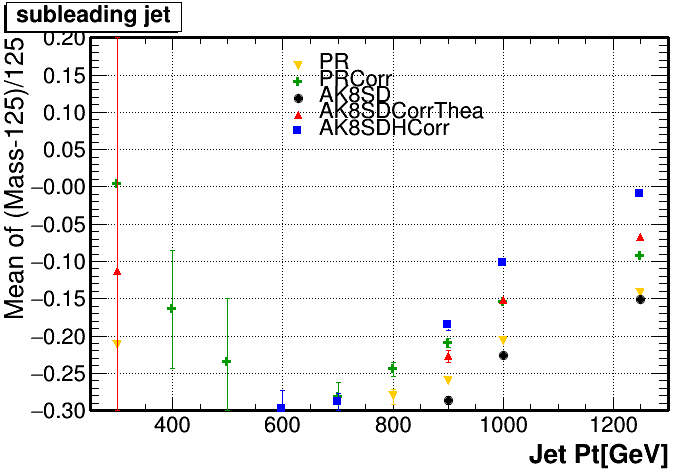 subleading jet
Mean of (Mass-125)/125
0.20
0.15
0.10
0.05
−0.00
−0.05
−0.10
−0.15
−0.20
−0.25
−0.30
PR
PRCorr
AK8SD
AK8SDCorrThea
AK8SDHCorr
400 600 800 1000 1200
Jet Pt[GeV]